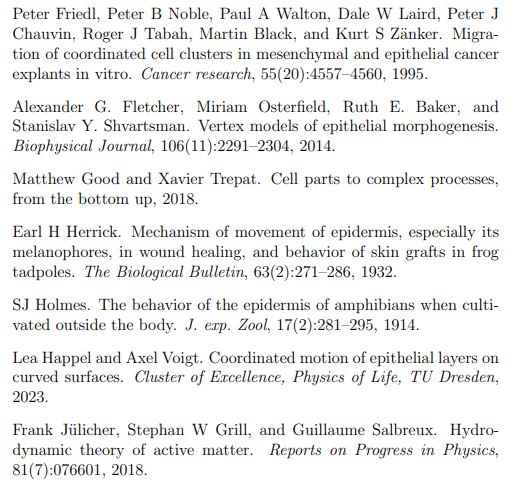 Peter Friedl, Peter B Noble, Paul A Walton, Dale W Laird, Peter J
Chauvin, Roger J Tabah, Martin Black, and Kurt S Zänker. Migra-
tion of coordinated cell clusters in mesenchymal and epithelial cancer
explants in vitro. Cancer research, 55(20):4557–4560, 1995.
Alexander G. Fletcher, Miriam Osterfield, Ruth E. Baker, and
Stanislav Y. Shvartsman. Vertex models of epithelial morphogenesis.
Biophysical Journal, 106(11):2291–2304, 2014.
Matthew Good and Xavier Trepat. Cell parts to complex processes,
from the bottom up, 2018.
Earl H Herrick. Mechanism of movement of epidermis, especially its
melanophores, in wound healing, and behavior of skin grafts in frog
tadpoles. The Biological Bulletin, 63(2):271–286, 1932.
SJ Holmes. The behavior of the epidermis of amphibians when culti-
vated outside the body. J. exp. Zool, 17(2):281–295, 1914.
Lea Happel and Axel Voigt. Coordinated motion of epithelial layers on
curved surfaces. Cluster of Excellence, Physics of Life, TU Dresden,
2023.
Frank Jülicher, Stephan W Grill, and Guillaume Salbreux. Hydro-
dynamic theory of active matter. Reports on Progress in Physics,
81(7):076601, 2018.